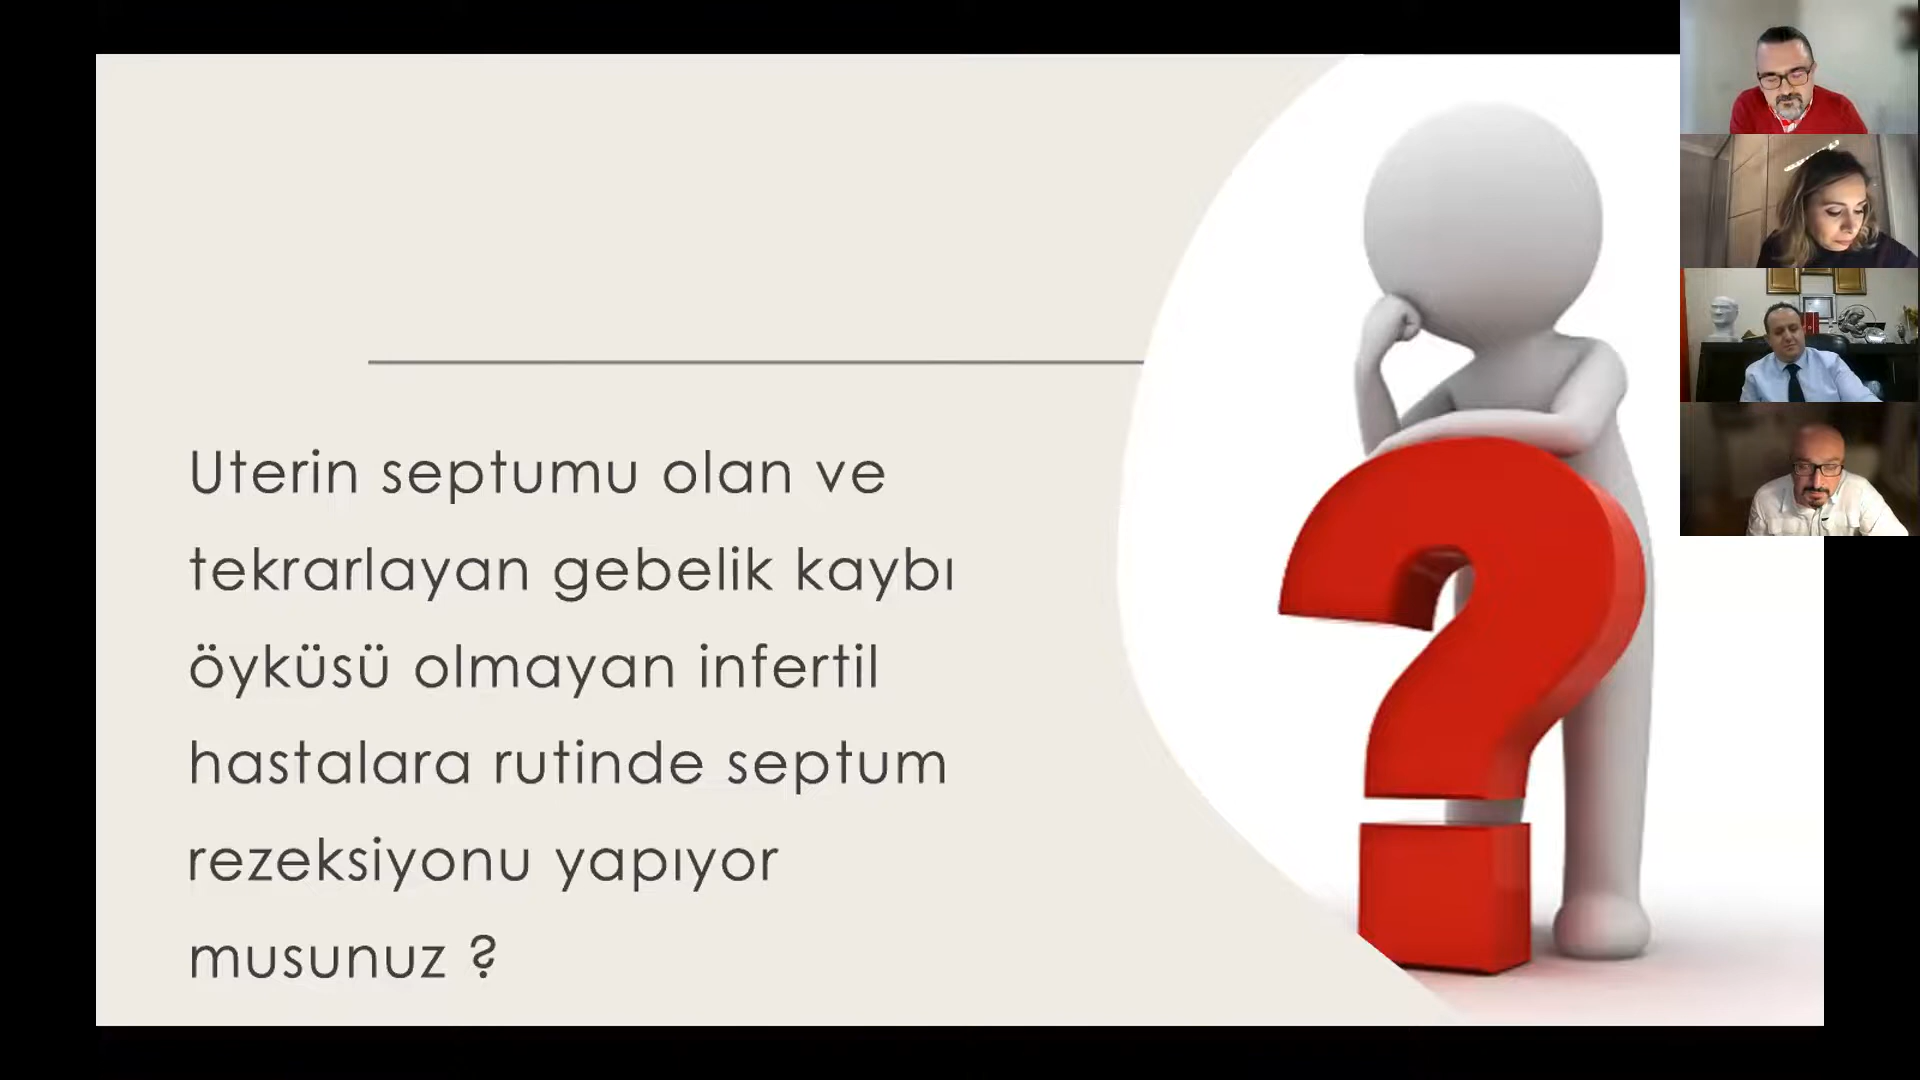 Uterin septumu olan ve
tekrarlayan gebelik kaybı
öyküsü olmayan infertil
hastalara rutinde septum
rezeksiyonu yapıyor
musunuz ?